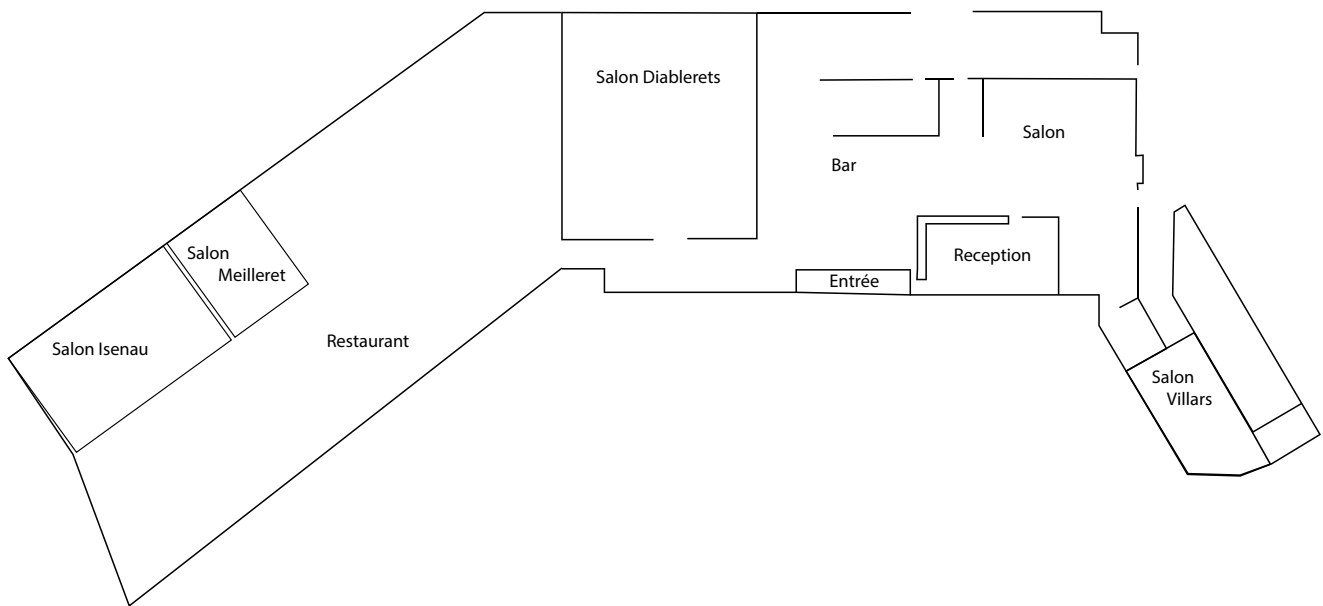 Salon Diablerets
Salon
Bar
Salon
Meilleret
Reception
Entrée
Restaurant
Salon Isenau
Salon
Villars